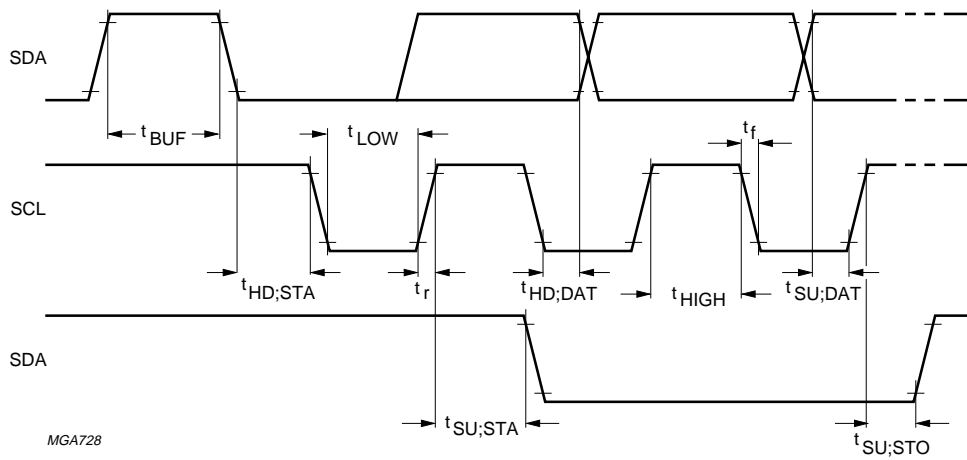 SDA
t BUF
t LOW
t f
SCL
t HD;STA
t r
t HD;DAT
t HIGH
t SU;DAT
SDA
t SU;STA
t SU;STO
MGA728